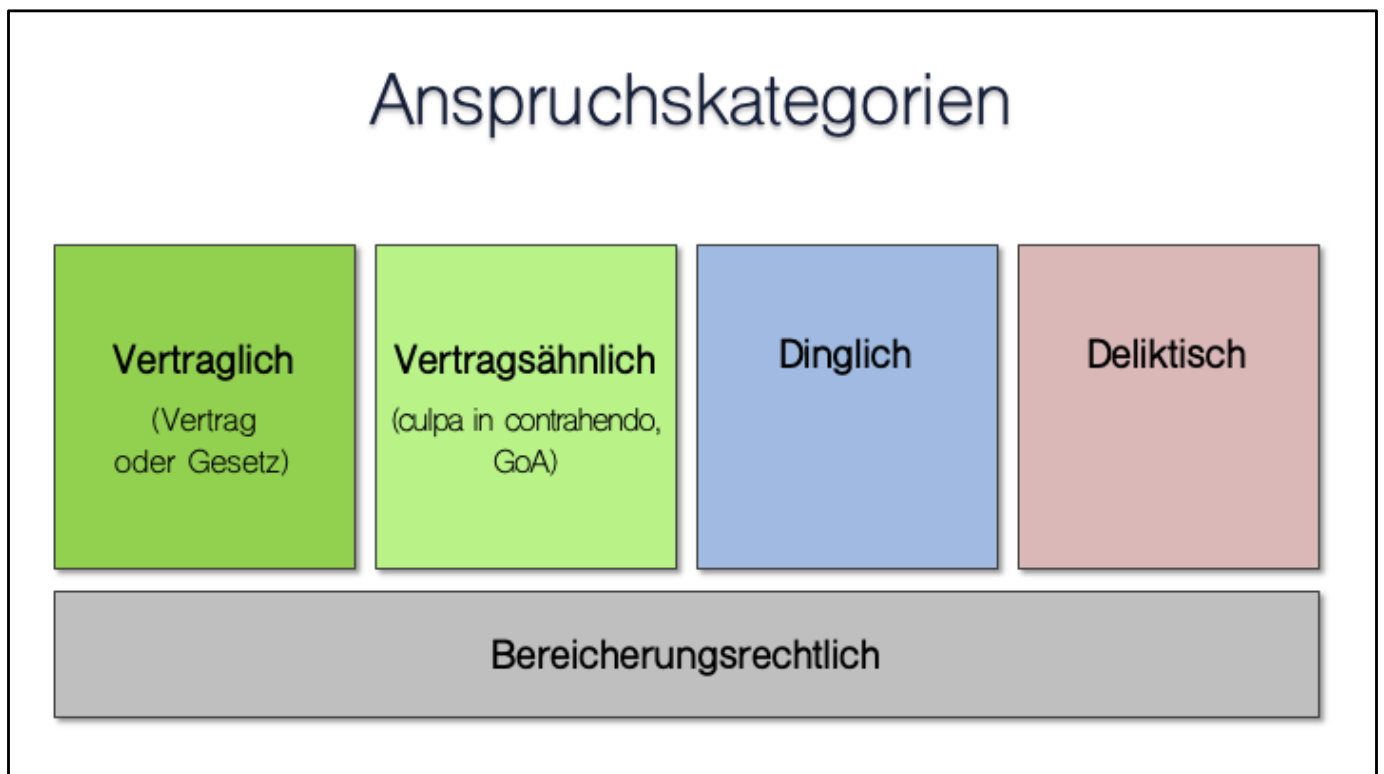 Anspruchskategorien
Vertraglich
(Vertrag
oder Gesetz)
Vertragsähnlich
(culpa in contrahendo,
GoA)
Dinglich
Deliktisch
Bereicherungsrechtlich